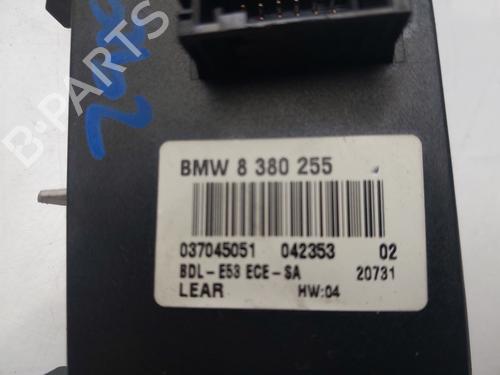 B-PARTS
BMW 8 380 255
037045051 042353 02
BDL-E53 ECE-SA 20731
LEAR HW:04